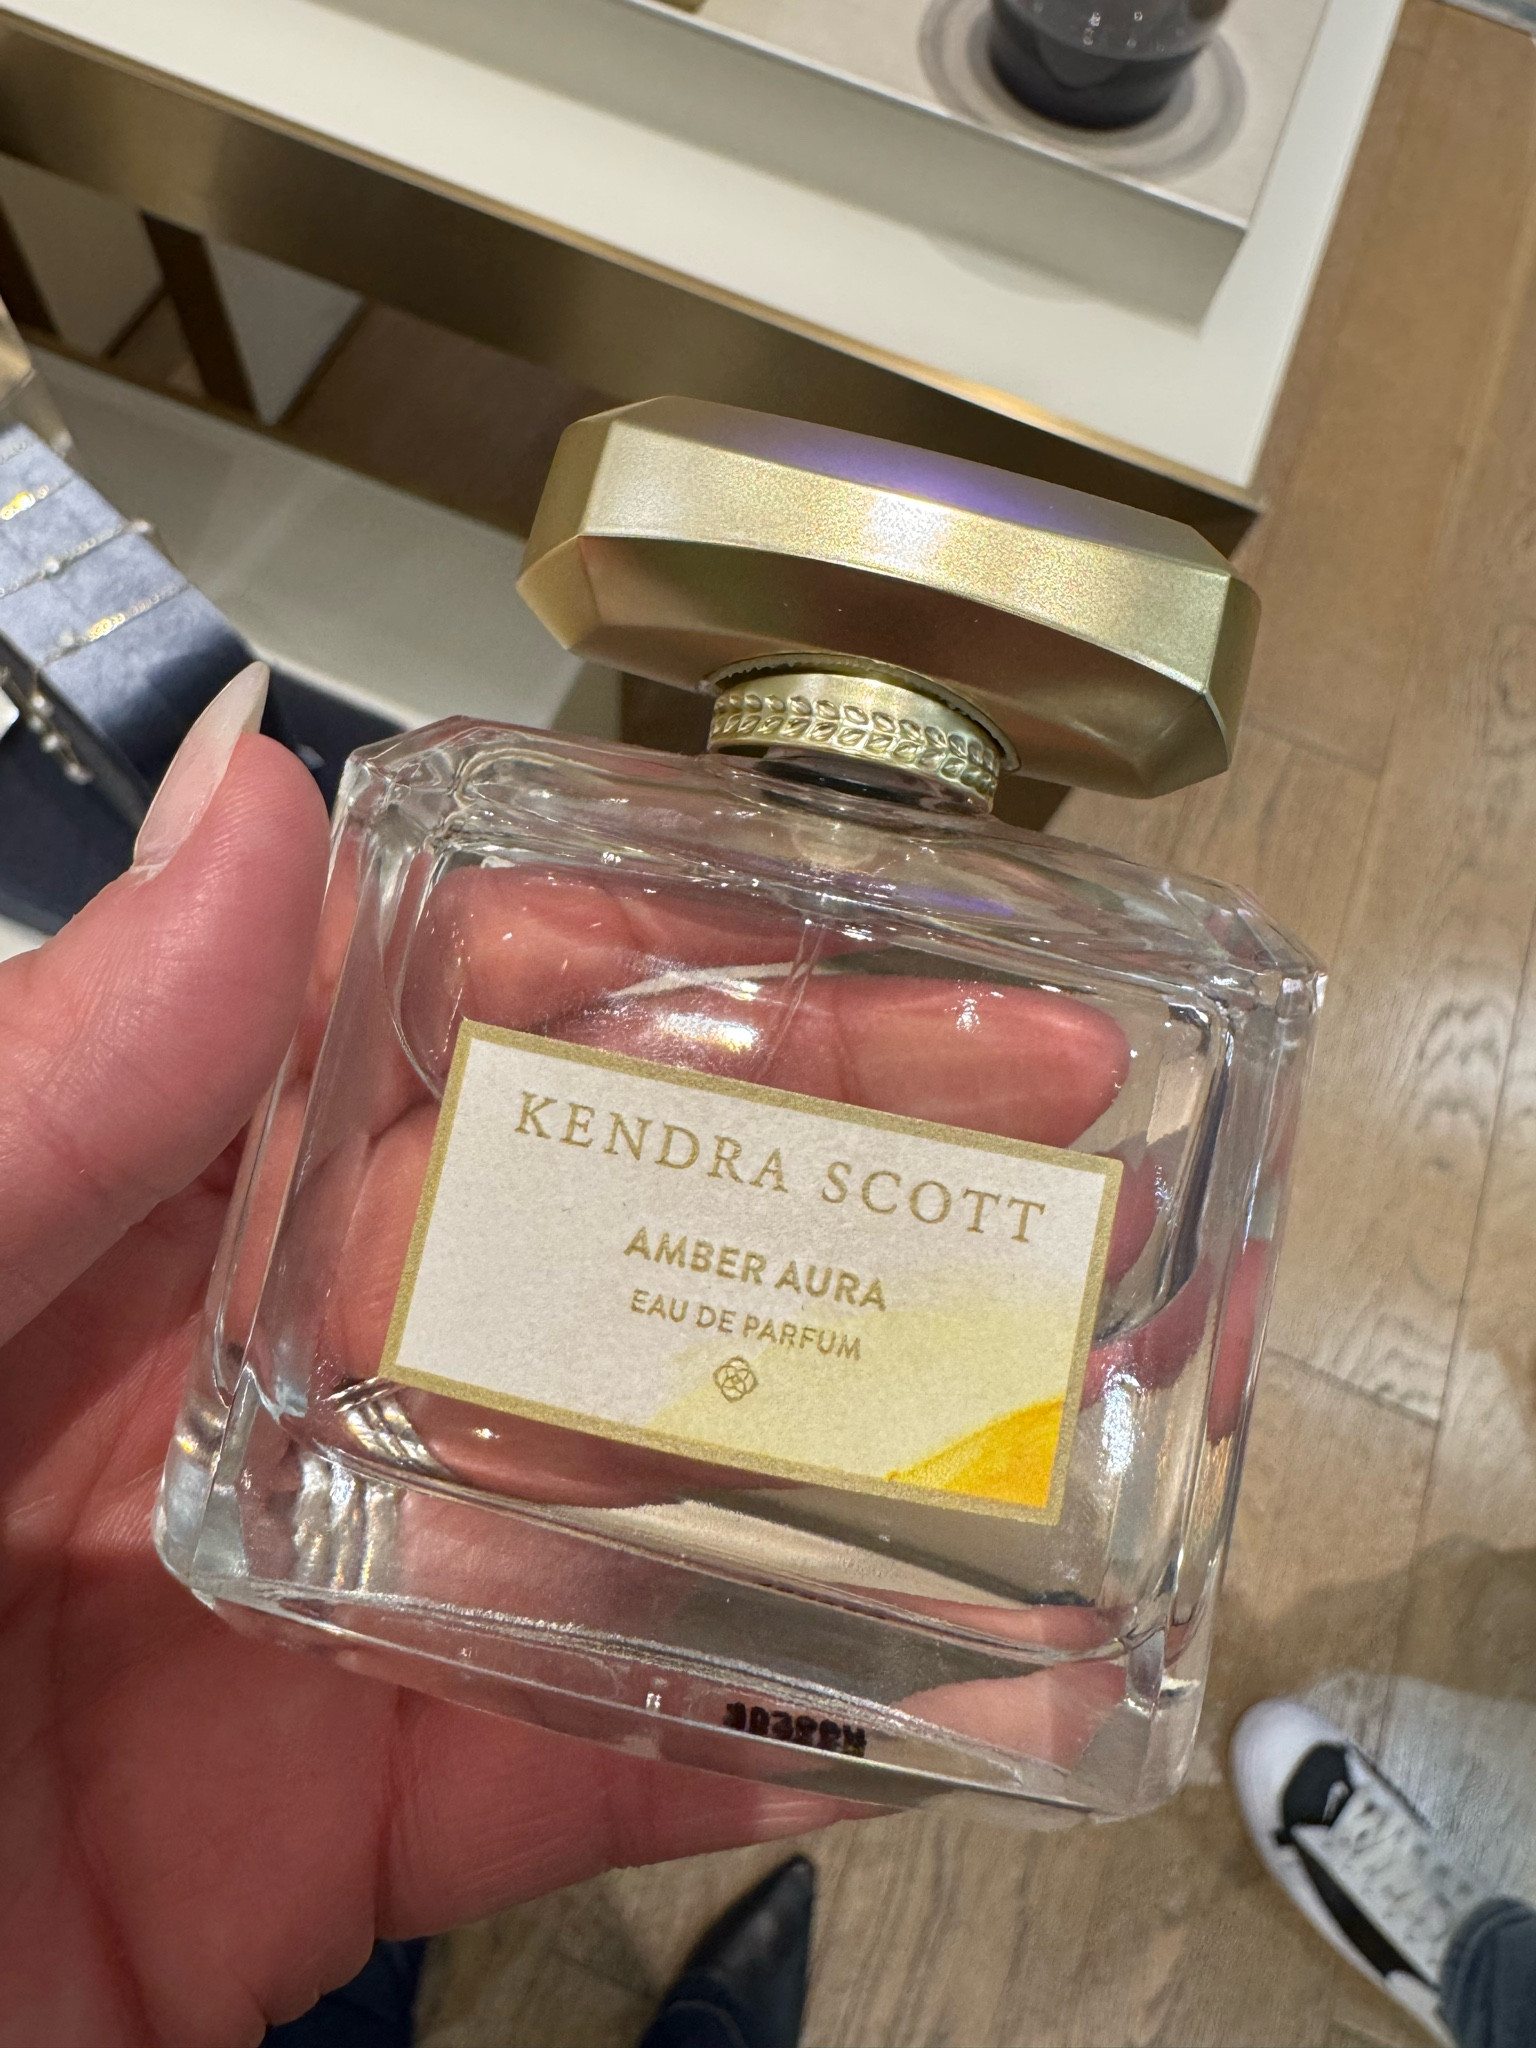 KENDRA SCOTT
AMBER AURA
EAU DE PARFUM